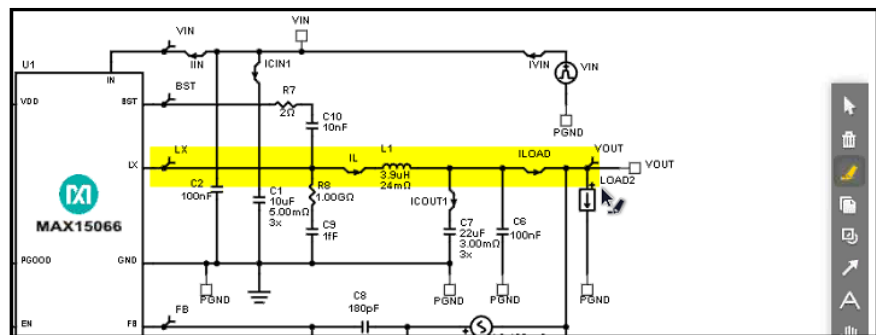 VIN
VIN
IIN
ICIN1
IVIN
VIN
U1
IN
PGND
VDD
BST
BST
R7
2Ω
C10
10nF
LX
LX
IL
L1
3.9uH
24mΩ
ILOAD
VOUT
VOUT
LOAD2
C2
100nF
C1
10uF
5.00mΩ
3x
R8
1.00GΩ
C9
1fF
ICOUT1
C7
22uF
3.00mΩ
3x
C6
100nF
MAX15066
PGOOD
GND
PGND
PGND
PGND
PGND
EN
FB
FB
C8
180pF
A